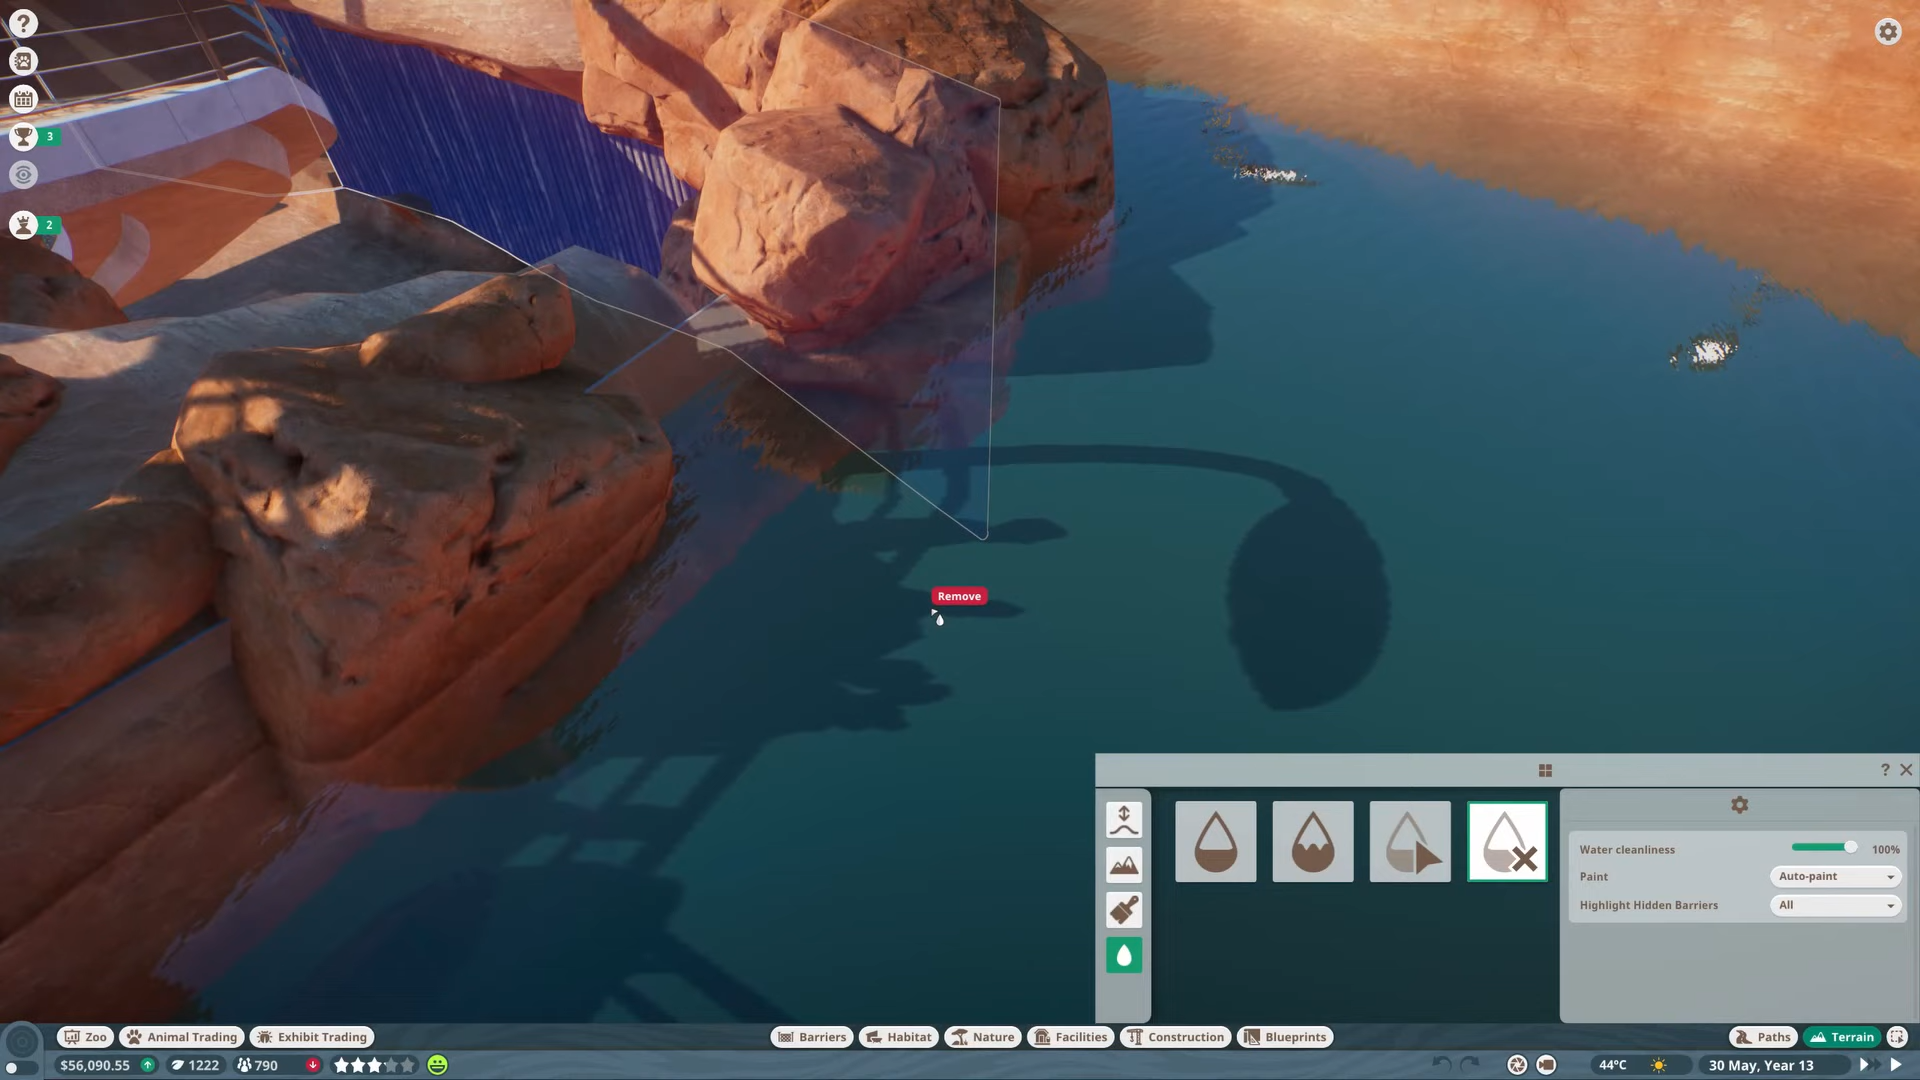 ?
3
2
Remove
?
Water cleanliness 100%
Paint Auto-paint
Highlight Hidden Barriers All
Zoo Animal Trading Exhibit Trading Barriers Habitat Nature Facilities Construction Blueprints Paths Terrain
$56,090.55 1222 790 44°C 30 May, Year 13